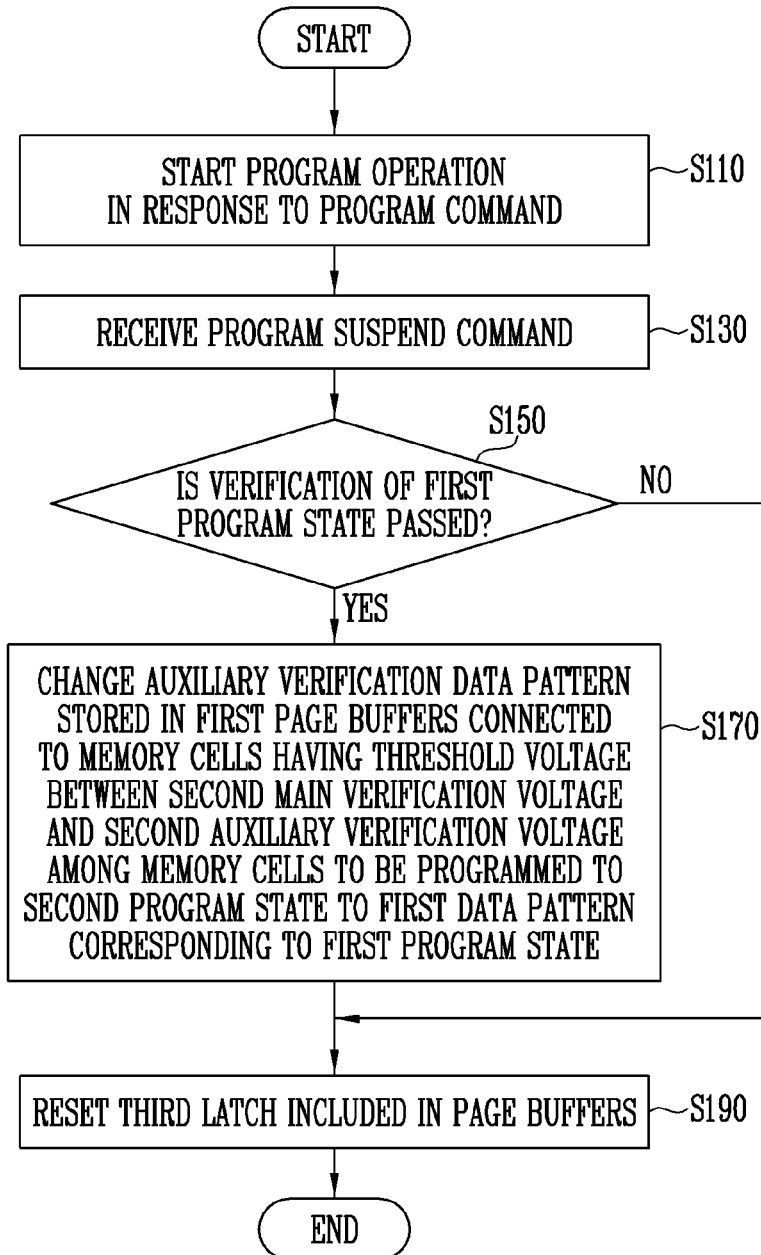 START
START PROGRAM OPERATION
IN RESPONSE TO PROGRAM COMMAND
S110
RECEIVE PROGRAM SUSPEND COMMAND
S130
S150
IS VERIFICATION OF FIRST
PROGRAM STATE PASSED?
NO
YES
CHANGE AUXILIARY VERIFICATION DATA PATTERN
STORED IN FIRST PAGE BUFFERS CONNECTED
TO MEMORY CELLS HAVING THRESHOLD VOLTAGE
BETWEEN SECOND MAIN VERIFICATION VOLTAGE
AND SECOND AUXILIARY VERIFICATION VOLTAGE
AMONG MEMORY CELLS TO BE PROGRAMMED TO
SECOND PROGRAM STATE TO FIRST DATA PATTERN
CORRESPONDING TO FIRST PROGRAM STATE
S170
RESET THIRD LATCH INCLUDED IN PAGE BUFFERS
S190
END